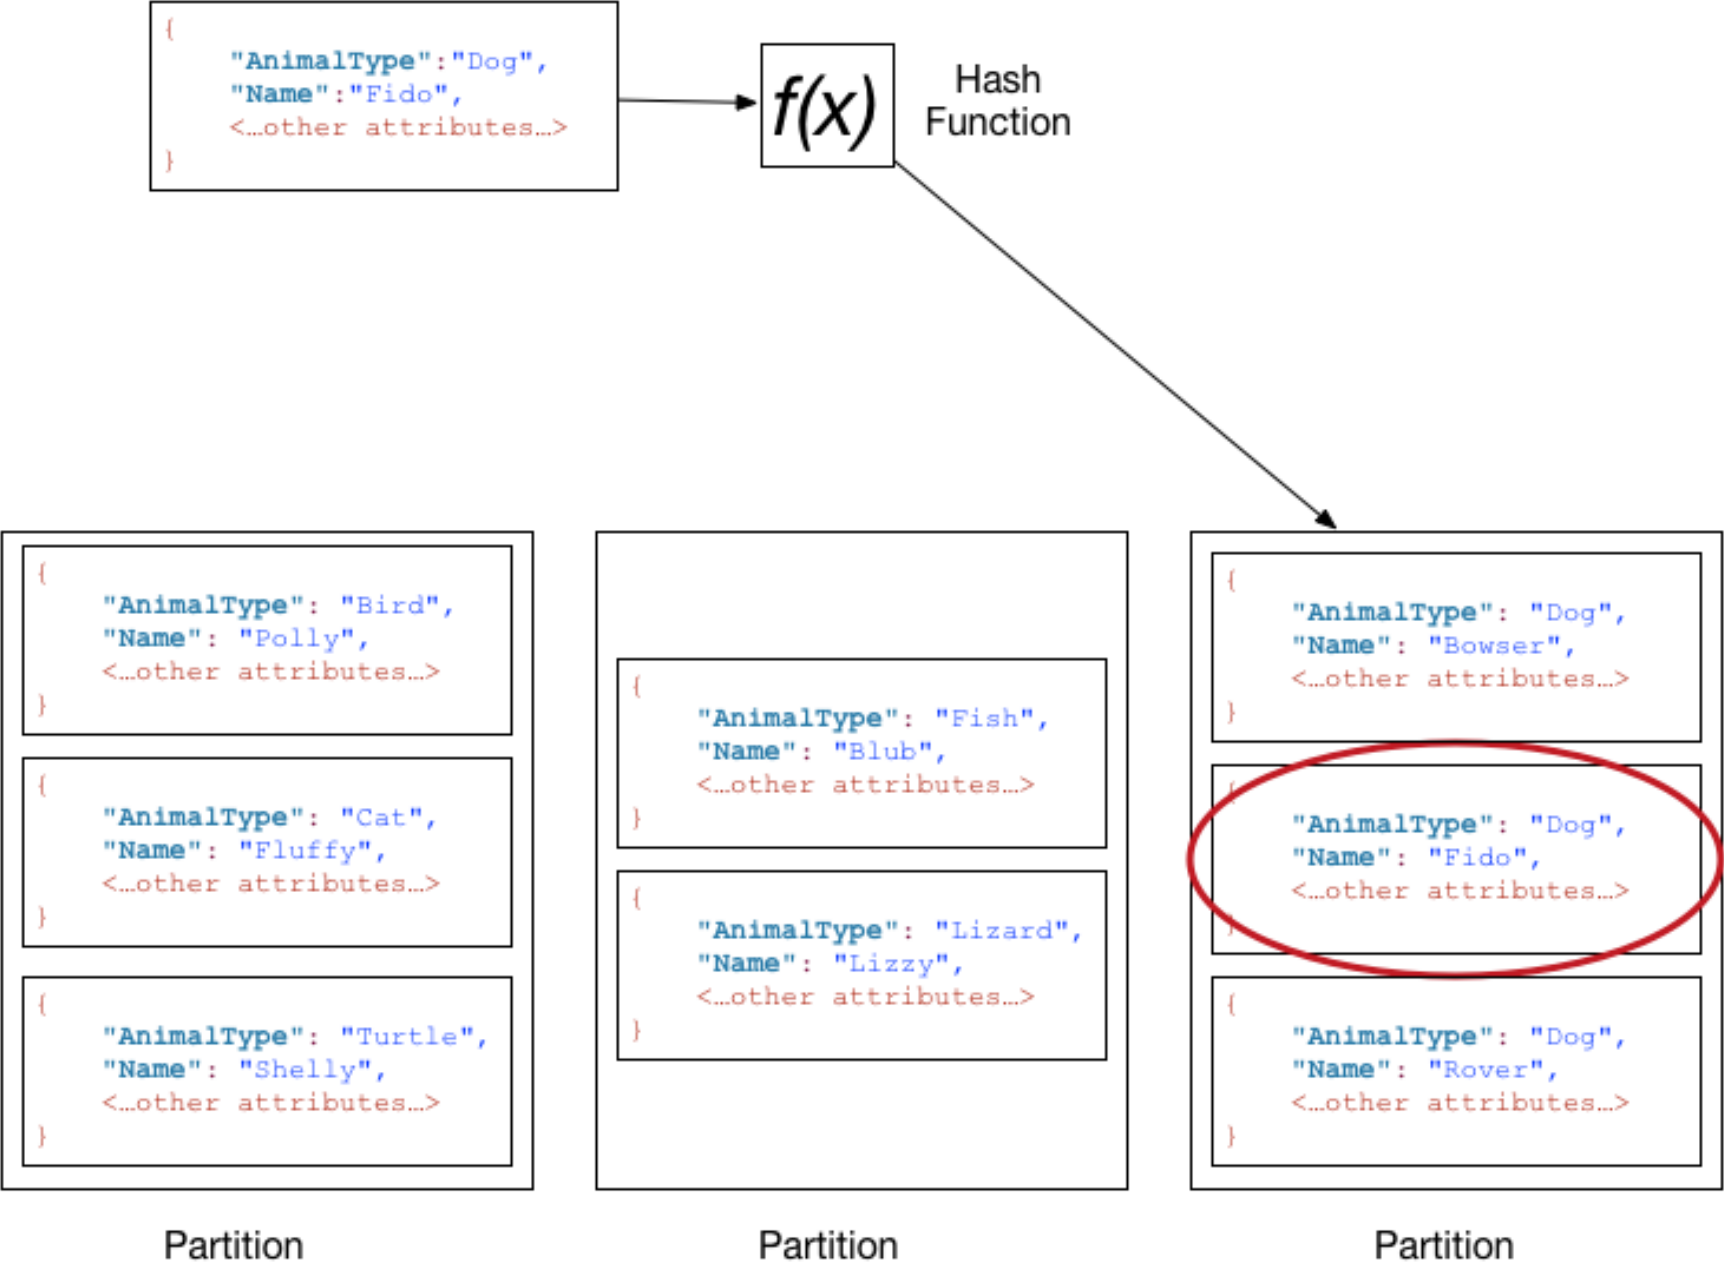 {
"AnimalType":"Dog",
"Name":"Fido",
<…other attributes…>
}
f(x)
Hash
Function
{
"AnimalType": "Bird",
"Name": "Polly",
<…other attributes…>
}
{
"AnimalType": "Cat",
"Name": "Fluffy",
<…other attributes…>
}
{
"AnimalType": "Turtle",
"Name": "Shelly",
<…other attributes…>
}
Partition
{
"AnimalType": "Fish",
"Name": "Blub",
<…other attributes…>
}
{
"AnimalType": "Lizard",
"Name": "Lizzy",
<…other attributes…>
}
Partition
{
"AnimalType": "Dog",
"Name": "Bowser",
<…other attributes…>
}
{
"AnimalType": "Dog",
"Name": "Fido",
<…other attributes…>
}
{
"AnimalType": "Dog",
"Name": "Rover",
<…other attributes…>
}
Partition